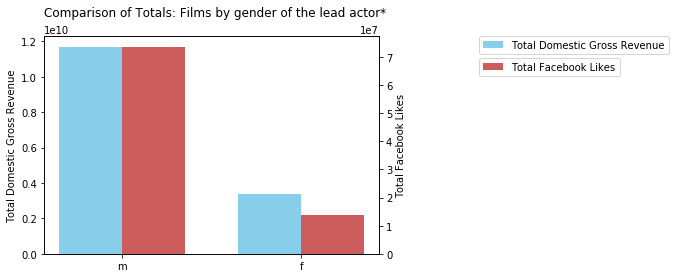 Comparison of Totals: Films by gender of the lead actor*
1e10
1e7
1.2
1.0
0.8
0.6
0.4
0.2
0.0
Total Domestic Gross Revenue
7
6
5
4
3
2
1
0
Total Facebook Likes
m
f
Total Domestic Gross Revenue
Total Facebook Likes